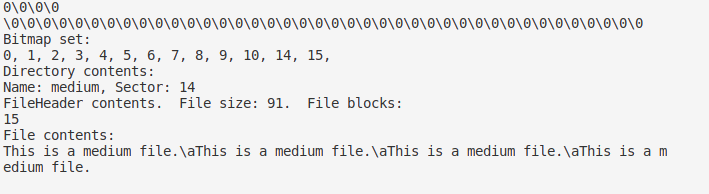 0\0\0\0
\0\0\0\0\0\0\0\0\0\0\0\0\0\0\0\0\0\0\0\0\0\0\0\0\0\0\0\0\0\0\0\0\0\0\0\0\0\0\0\0
Bitmap set:
0, 1, 2, 3, 4, 5, 6, 7, 8, 9, 10, 14, 15,
Directory contents:
Name: medium, Sector: 14
FileHeader contents.  File size: 91.  File blocks:
15
File contents:
This is a medium file.\aThis is a medium file.\aThis is a medium file.\aThis is a m
edium file.